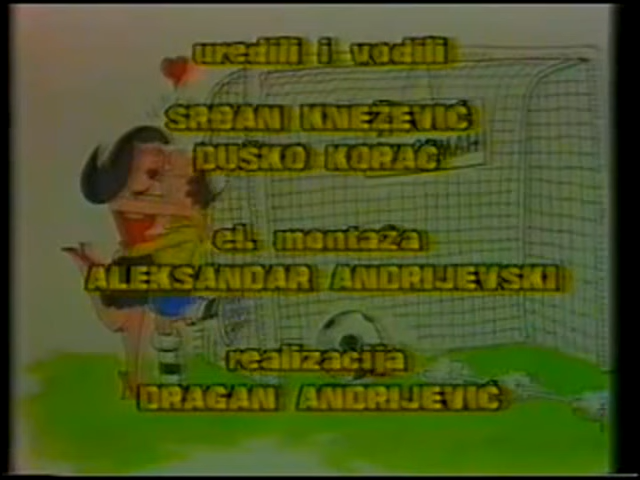 uredili i vodili
SRĐAN KNEŽEVIĆ
DUŠKO KORAĆ
el. montaža
ALEKSANDAR ANDRIJEVSKI
realizacija
DRAGAN ANDRIJEVIĆ